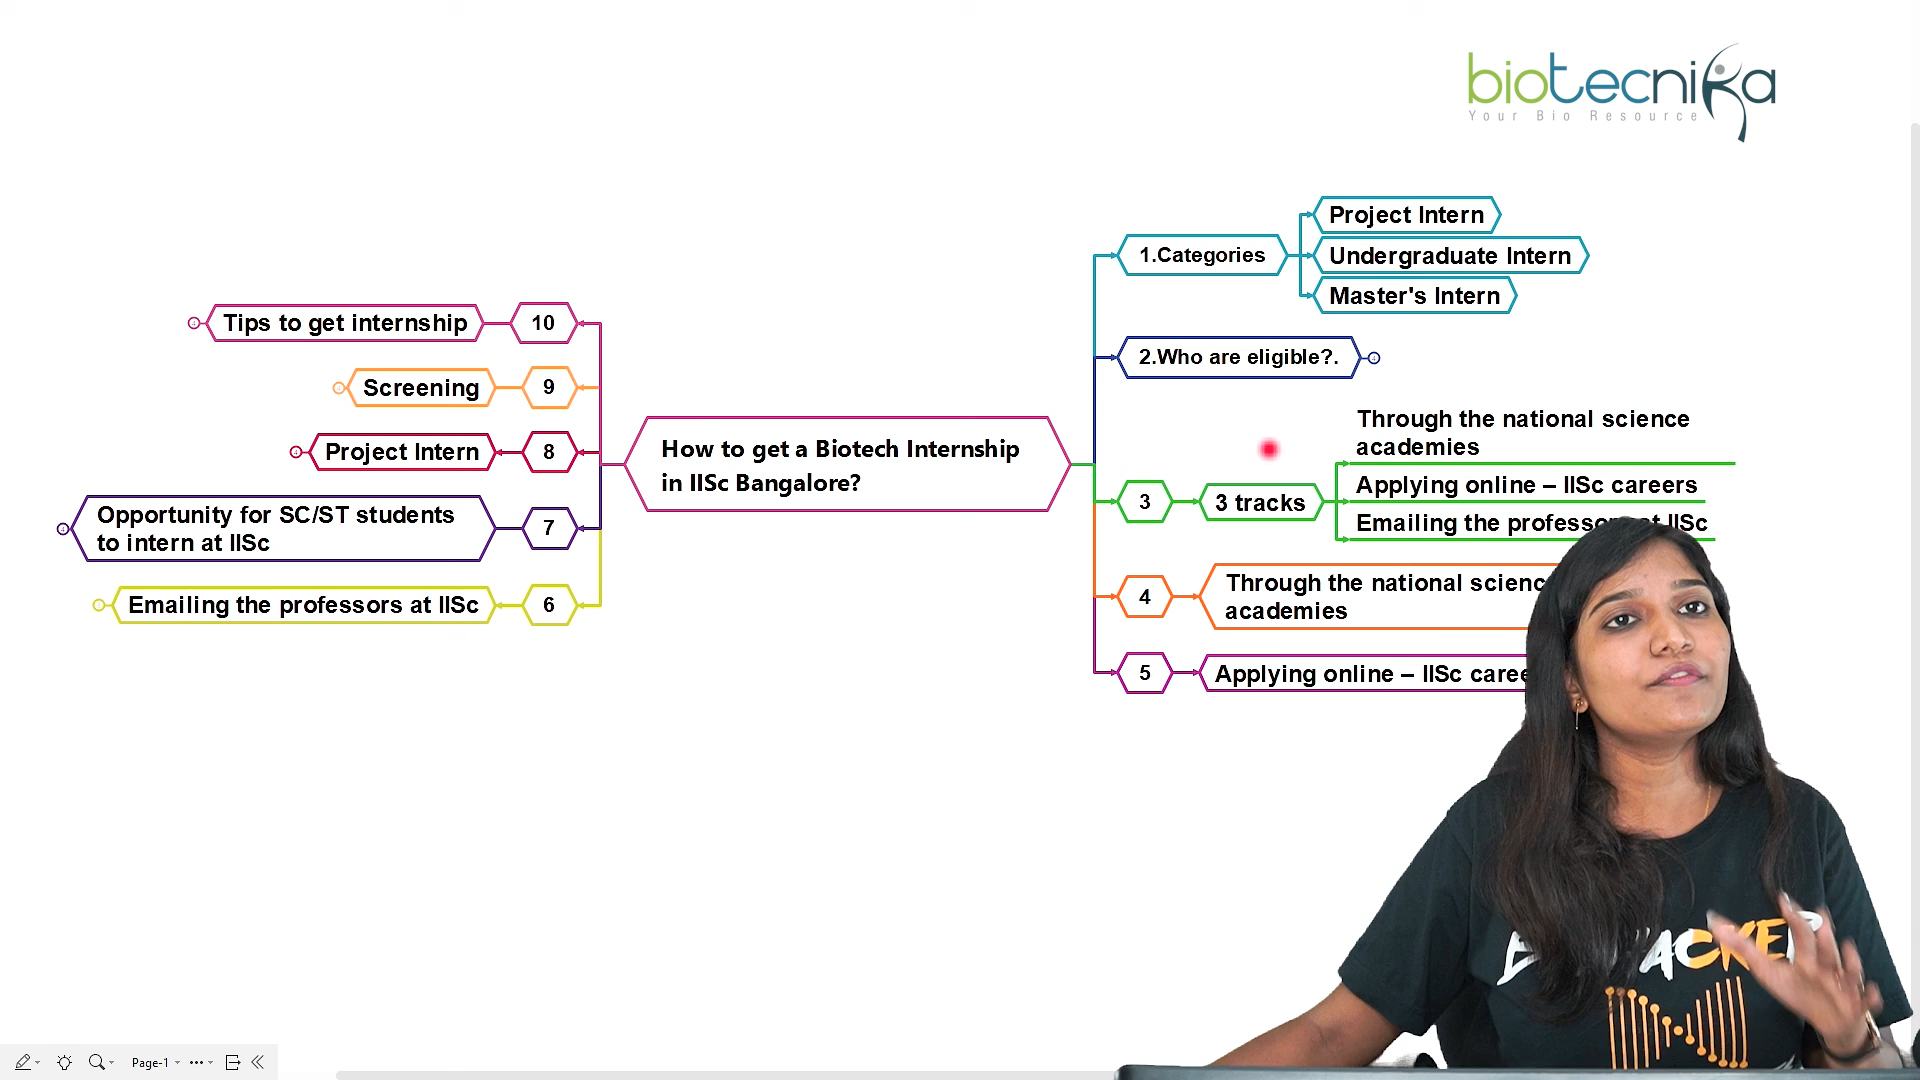 biotecnika
Your Bio Resource
Project Intern
1.Categories
Undergraduate Intern
Master's Intern
2.Who are eligible?.
Through the national science
academies
3
3 tracks
Applying online – IISc careers
Emailing the professors at IISc
4
Through the national scienc
academies
5
Applying online – IISc caree
How to get a Biotech Internship
in IISc Bangalore?
Tips to get internship
10
Screening
9
Project Intern
8
Opportunity for SC/ST students
to intern at IISc
7
Emailing the professors at IISc
6
Page-1